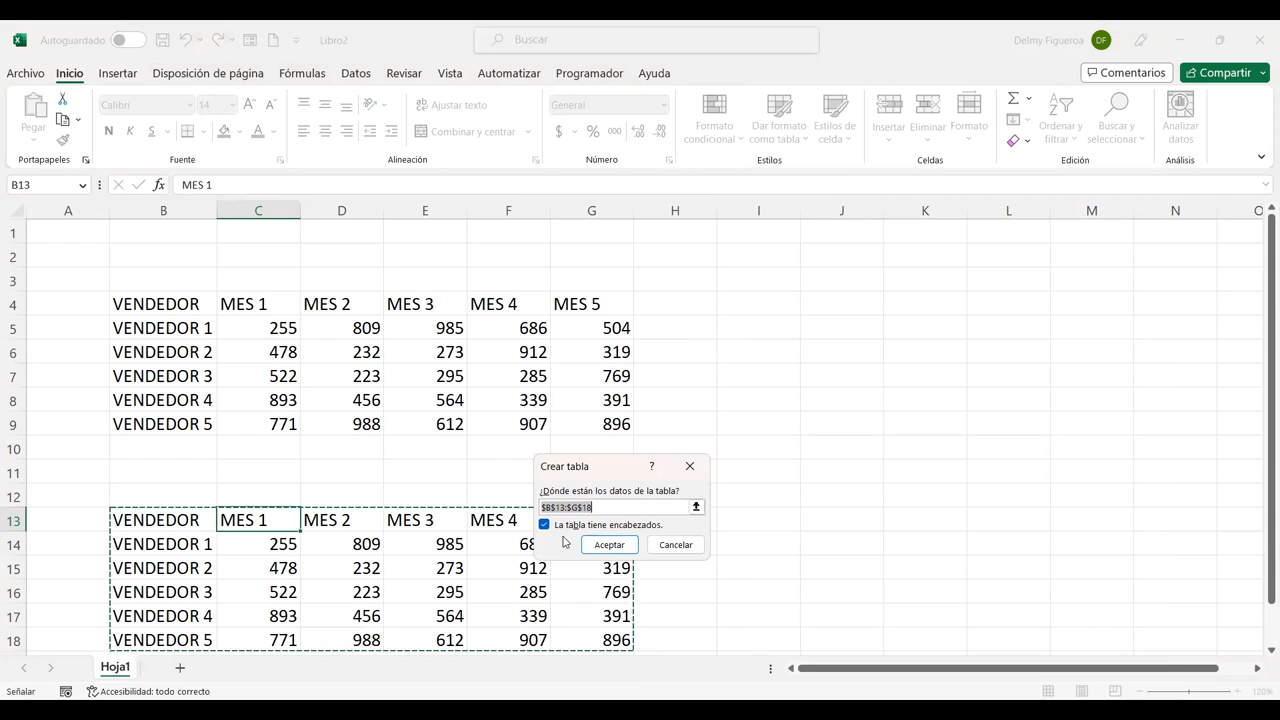 Autoguardado
Libro2
Buscar
Delmy Figueroa
DF
Archivo Inicio Insertar Disposición de página Fórmulas Datos Revisar Vista Automatizar Programador Ayuda
Comentarios
Compartir
Pegar
Portapapeles
Calibri
14
N K S
Fuente
Ajustar texto
Combinar y centrar
Alineación
General
$ % 000
Número
Formato condicional
Dar formato como tabla
Estilos de celda
Estilos
Insertar
Eliminar
Formato
Celdas
Ordenar y filtrar
Buscar y seleccionar
Edición
Analizar datos
Análisis
B13
fx
MES 1
A B C D E F G H I J K L M N O
1
2
3
4 VENDEDOR MES 1 MES 2 MES 3 MES 4 MES 5
5 VENDEDOR 1 255 809 985 686 504
6 VENDEDOR 2 478 232 273 912 319
7 VENDEDOR 3 522 223 295 285 769
8 VENDEDOR 4 893 456 564 339 391
9 VENDEDOR 5 771 988 612 907 896
10
11
12
Crear tabla ?
¿Dónde están los datos de la tabla?
$B$13:$G$18
La tabla tiene encabezados.
Aceptar
Cancelar
13 VENDEDOR MES 1 MES 2 MES 3 MES 4
14 VENDEDOR 1 255 809 985
15 VENDEDOR 2 478 232 273 912 319
16 VENDEDOR 3 522 223 295 285 769
17 VENDEDOR 4 893 456 564 339 391
18 VENDEDOR 5 771 988 612 907 896
Hoja1
Señalar
Accesibilidad: todo correcto
120%